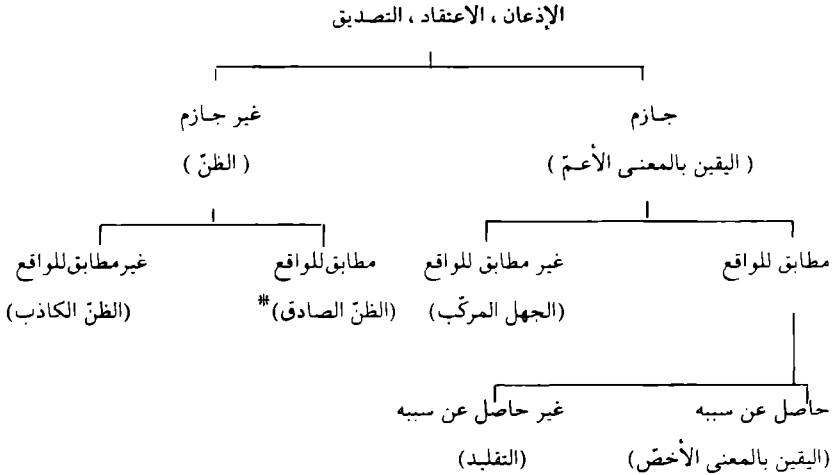 الإذعان ، الاعتقاد ، التصديق
جازم غير جازم
( اليقين بالمعنى الأعمّ ) ( الظنّ )
مطابق للواقع غير مطابق للواقع مطابق للواقع غير مطابق للواقع
(الجهل المركّب) (الظنّ الصادق)* (الظنّ الكاذب)
حاصل عن سببه غير حاصل عن سببه
(اليقين بالمعنى الأخصّ) (التقليد)